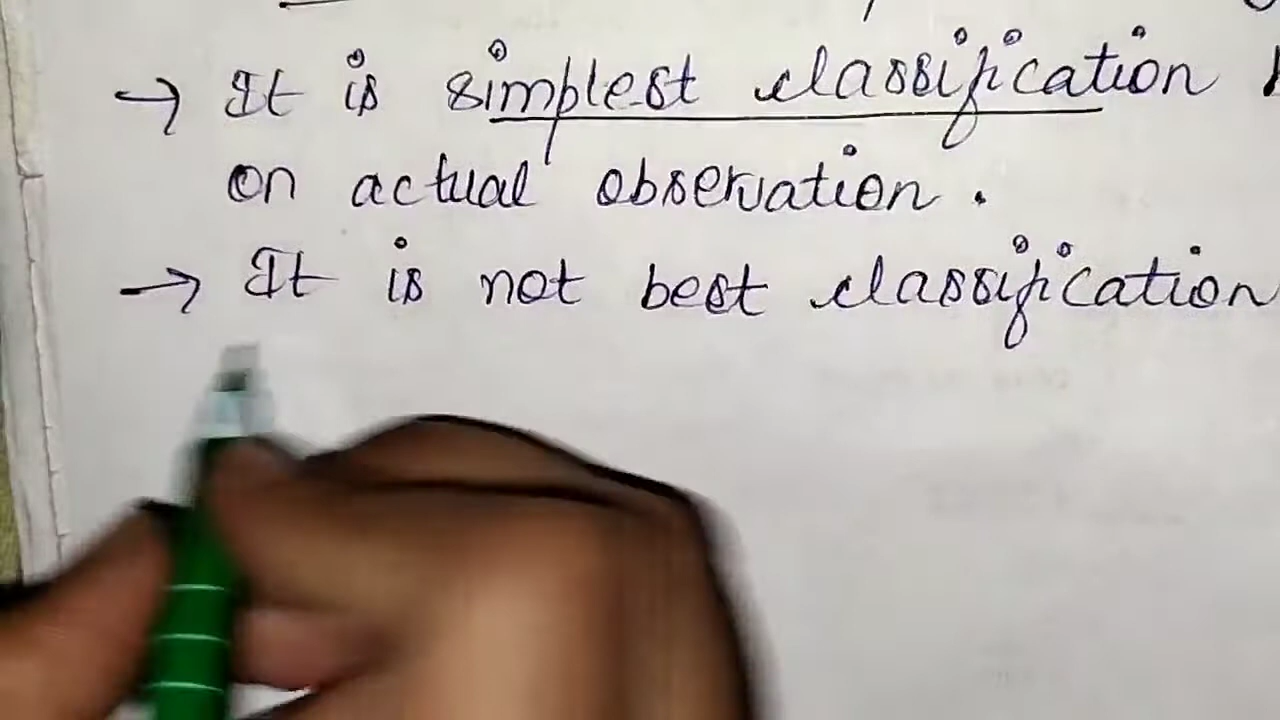 → It is simplest classification
on actual observation.
→ It is not best classification